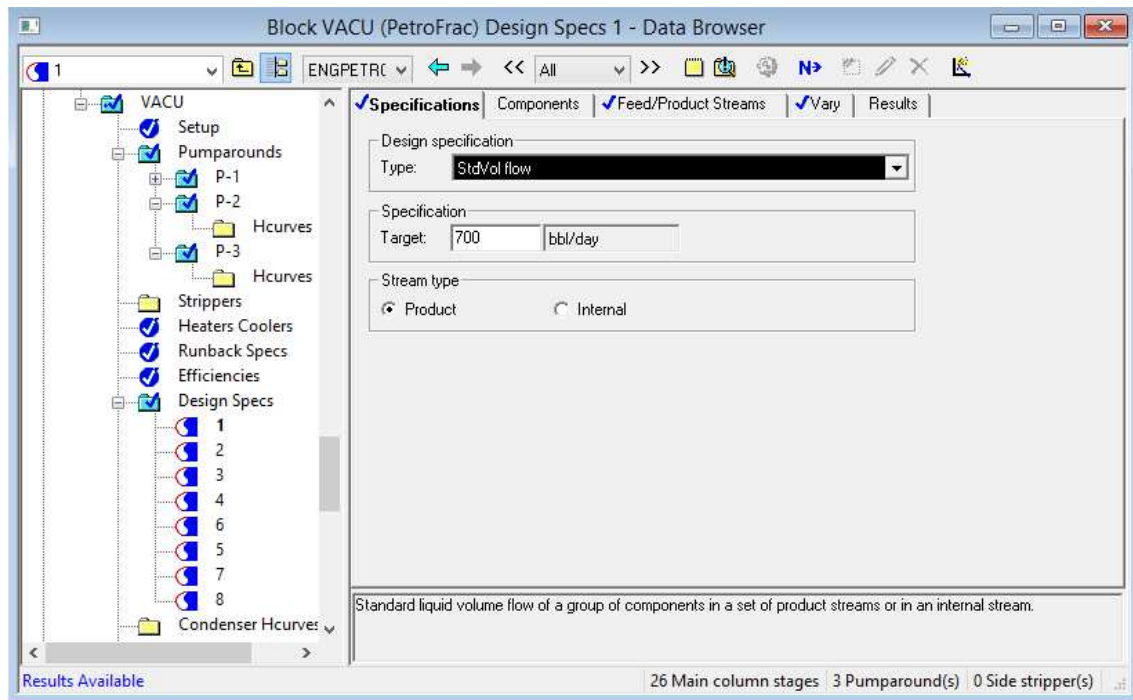 Block VACU (PetroFrac) Design Specs 1 - Data Browser
1 ENGPETRC << All >> N
VACU
Setup
Pumparounds
P-1
P-2
Hcurves
P-3
Hcurves
Strippers
Heaters Coolers
Runback Specs
Efficiencies
Design Specs
1
2
3
4
6
5
7
8
Condenser Hcurves
Specifications Components Feed/Product Streams Vary Results
Design specification
Type: StdVol flow
Specification
Target: 700 bbl/day
Stream type
Product Internal
Standard liquid volume flow of a group of components in a set of product streams or in an internal stream.
Results Available 26 Main column stages 3 Pumparound(s) 0 Side stripper(s)